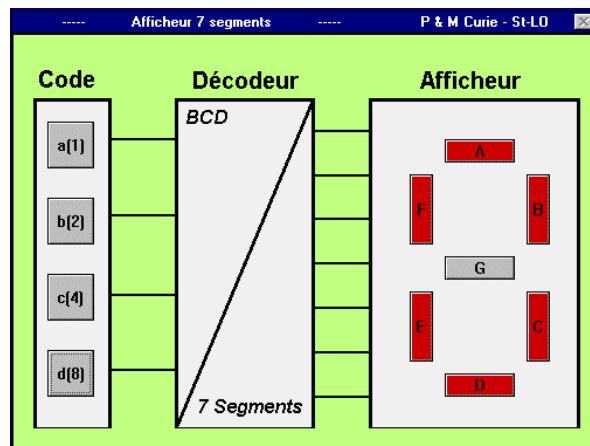 ----- Afficheur 7 segments ----- P & M Curie - St-LO
Code Décodeur Afficheur
BCD
a(1)
A
b(2)
F B
G
c(4)
E C
d(8)
D
7 Segments